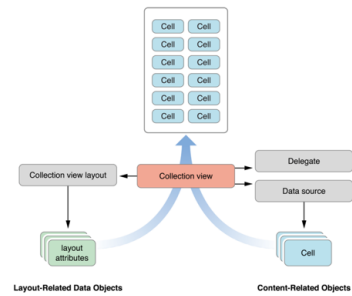 Cell Cell
Cell Cell
Cell Cell
Cell Cell
Cell Cell
Cell Cell
Delegate
Collection view layout
Collection view
Data source
layout
attributes
Cell
Layout-Related Data Objects
Content-Related Objects